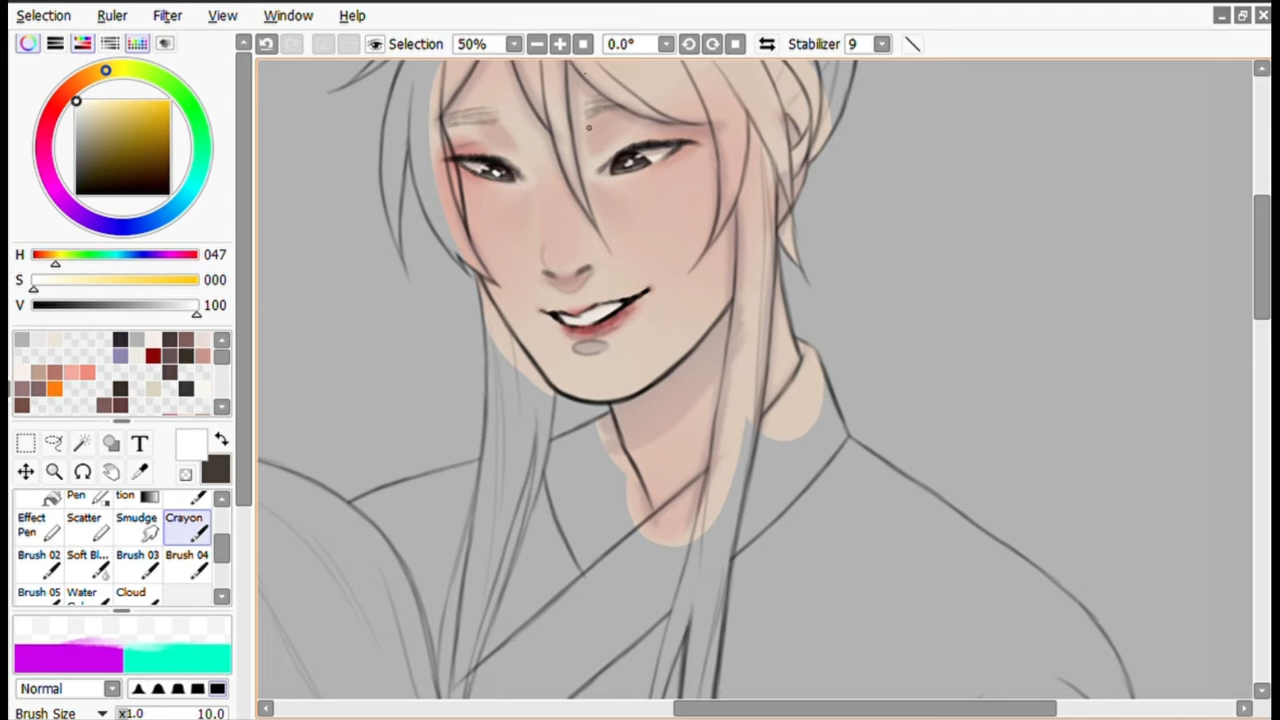 Selection Ruler Filter View Window Help
Selection 50% 0.0° Stabilizer 9
H 047
S 000
V 100
T
Pen tion
Effect Pen Scatter Smudge Crayon
Brush 02 Soft Bl... Brush 03 Brush 04
Brush 05 Water Cloud
Normal
Brush Size x1.0 10.0